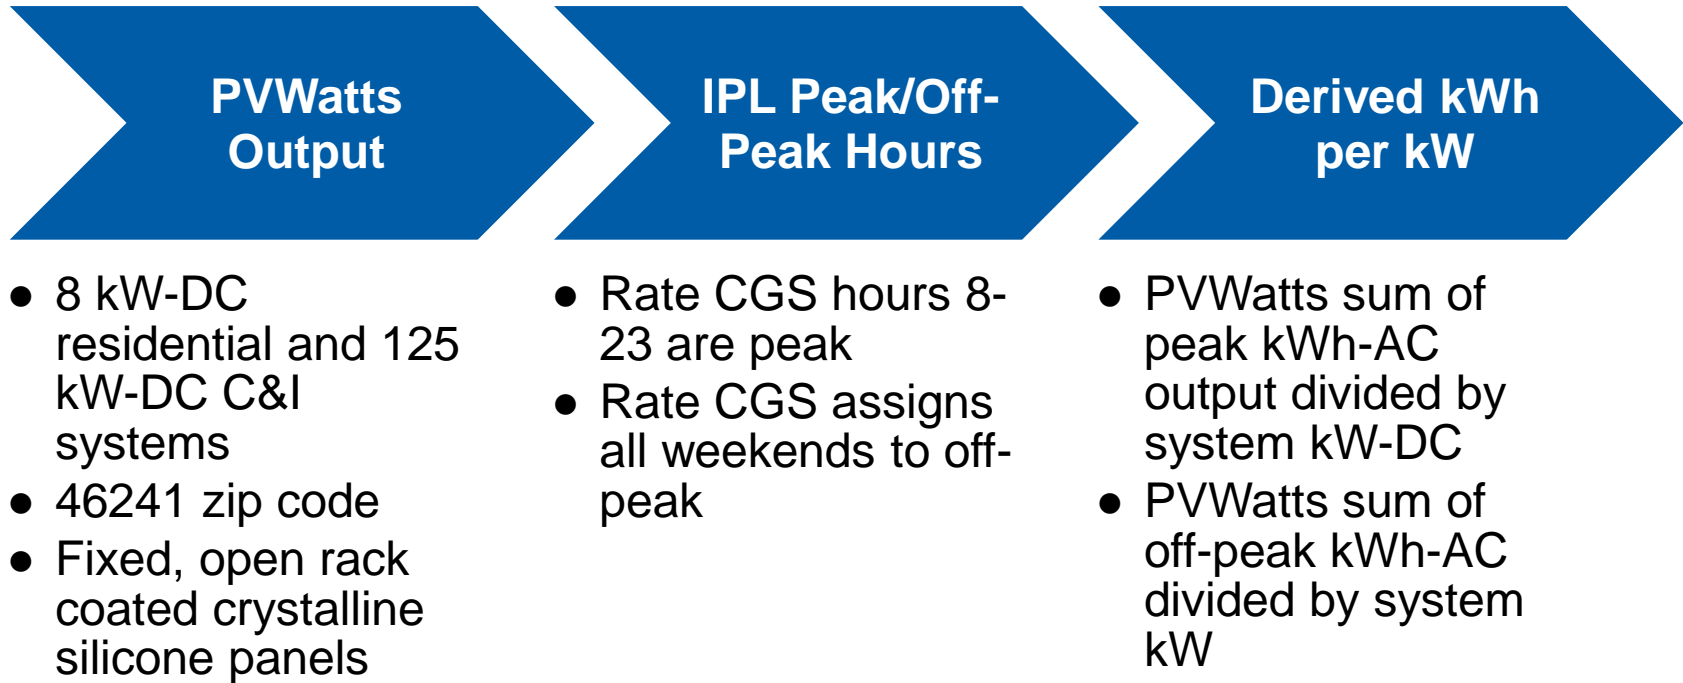 PVWatts
Output
● 8 kW-DC
residential and 125
kW-DC C&I
systems
● 46241 zip code
● Fixed, open rack
coated crystalline
silicone panels
IPL Peak/Off-
Peak Hours
● Rate CGS hours 8-
23 are peak
● Rate CGS assigns
all weekends to off-
peak
Derived kWh
per kW
● PVWatts sum of
peak kWh-AC
output divided by
system kW-DC
● PVWatts sum of
off-peak kWh-AC
divided by system
kW